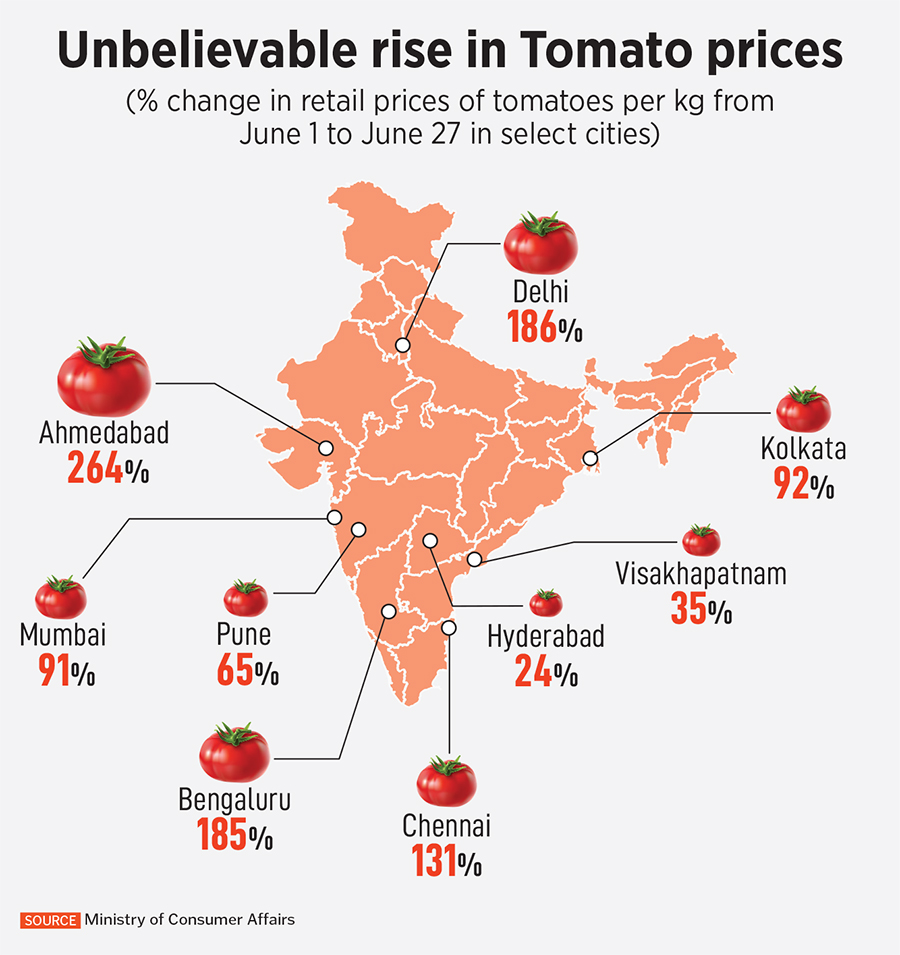 Unbelievable rise in Tomato prices
(% change in retail prices of tomatoes per kg from
June 1 to June 27 in select cities)
Delhi
186%
Ahmedabad
264%
Kolkata
92%
Visakhapatnam
35%
Mumbai
91%
Pune
65%
Hyderabad
24%
Bengaluru
185%
Chennai
131%
SOURCE Ministry of Consumer Affairs